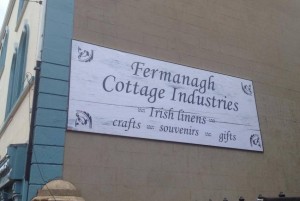 Fermanagh
Cottage Industries
= Irish linens =
crafts = souvenirs = gifts